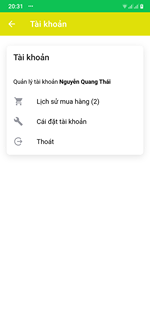 20:31
Tài khoản
Tài khoản
Quản lý tài khoản Nguyễn Quang Thái
Lịch sử mua hàng (2)
Cài đặt tài khoản
Thoát